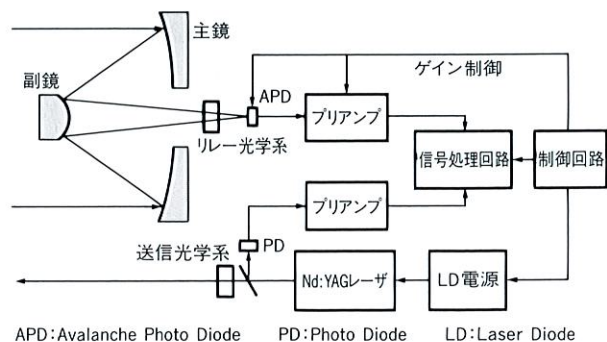 主鏡
副鏡
ゲイン制御
APD
プリアンプ
リレー光学系
信号処理回路
制御回路
プリアンプ
送信光学系
PD
Nd:YAGレーザ
LD電源
APD:Avalanche Photo Diode
PD:Photo Diode
LD:Laser Diode